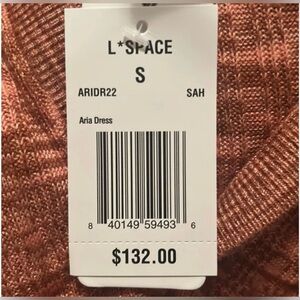 L*SPACE
S
ARIDR22 SAH
Aria Dress
8 40149 59493 6
$132.00